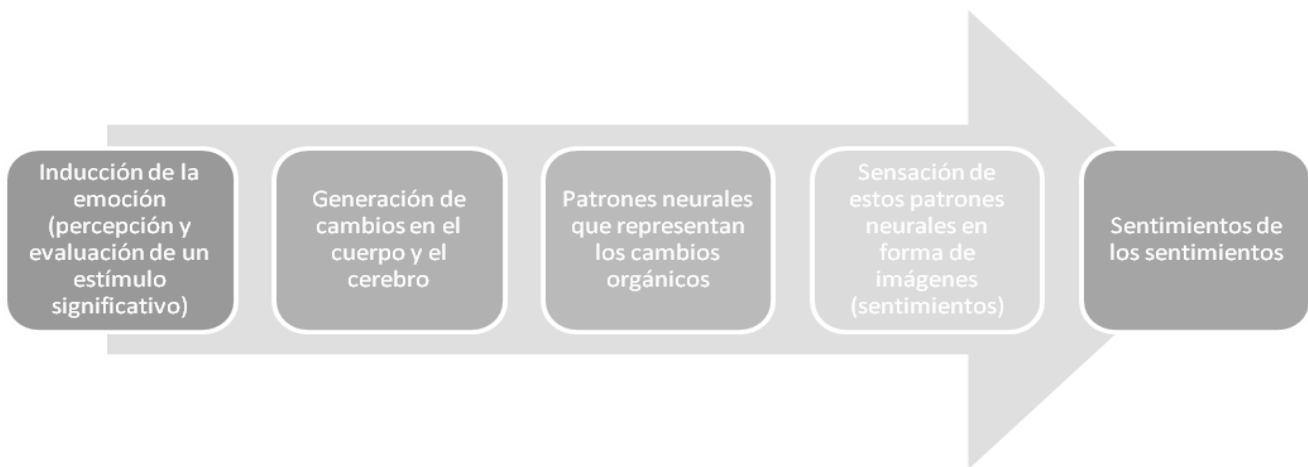 Inducción de la
emoción
(percepción y
evaluación de un
estímulo
significativo)
Generación de
cambios en el
cuerpo y el
cerebro
Patrones neurales
que representan
los cambios
orgánicos
Sensación de
estos patrones
neurales en
forma de
imágenes
(sentimientos)
Sentimientos de
los sentimientos